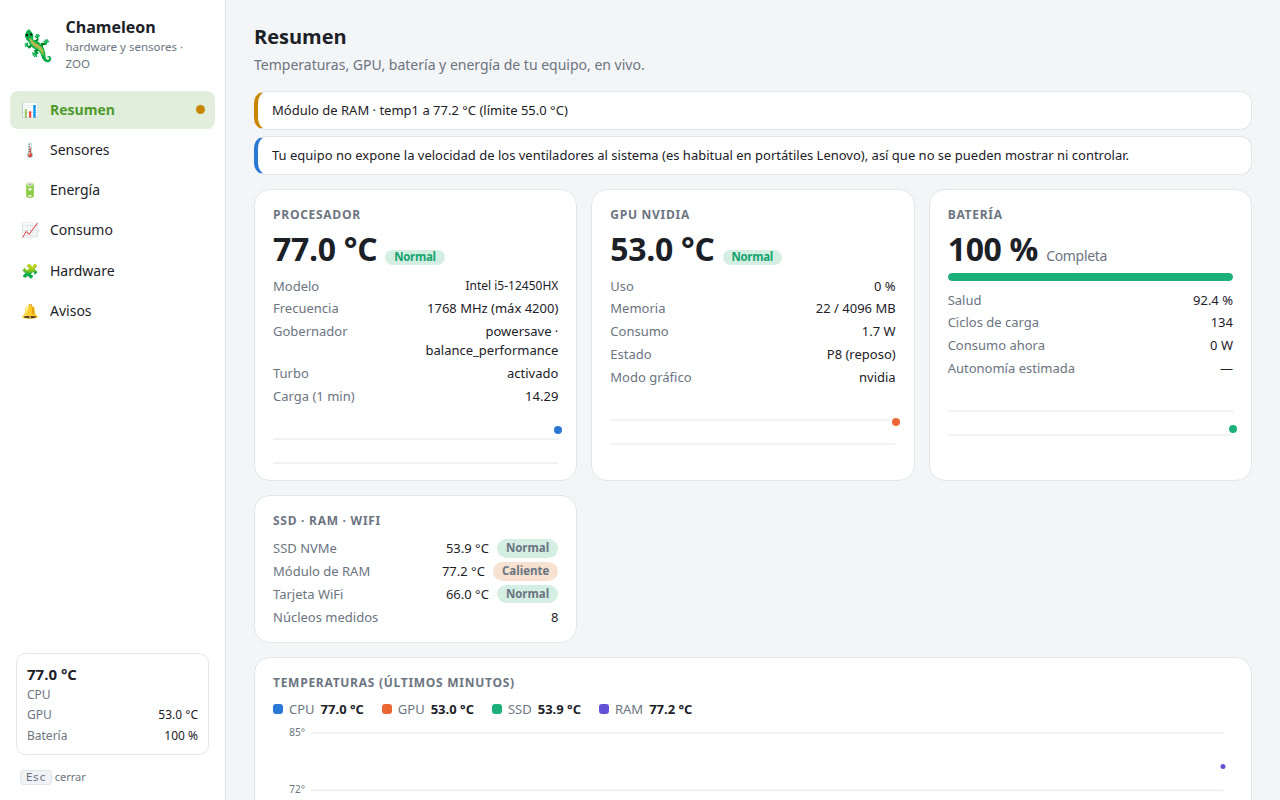 Chameleon
hardware y sensores ·
ZOO
Resumen
Sensores
Energía
Consumo
Hardware
Avisos
77.0 °C
CPU
GPU 53.0 °C
Batería 100 %
Esc cerrar
Resumen
Temperaturas, GPU, batería y energía de tu equipo, en vivo.
Módulo de RAM · temp1 a 77.2 °C (límite 55.0 °C)
Tu equipo no expone la velocidad de los ventiladores al sistema (es habitual en portátiles Lenovo), así que no se pueden mostrar ni controlar.
PROCESADOR
77.0 °C Normal
Modelo Intel i5-12450HX
Frecuencia 1768 MHz (máx 4200)
Gobernador powersave ·
balance_performance
Turbo activado
Carga (1 min) 14.29
GPU NVIDIA
53.0 °C Normal
Uso 0 %
Memoria 22 / 4096 MB
Consumo 1.7 W
Estado P8 (reposo)
Modo gráfico nvidia
BATERÍA
100 % Completa
Salud 92.4 %
Ciclos de carga 134
Consumo ahora 0 W
Autonomía estimada —
SSD · RAM · WIFI
SSD NVMe 53.9 °C Normal
Módulo de RAM 77.2 °C Caliente
Tarjeta WiFi 66.0 °C Normal
Núcleos medidos 8
TEMPERATURAS (ÚLTIMOS MINUTOS)
CPU 77.0 °C GPU 53.0 °C SSD 53.9 °C RAM 77.2 °C
85°
72°